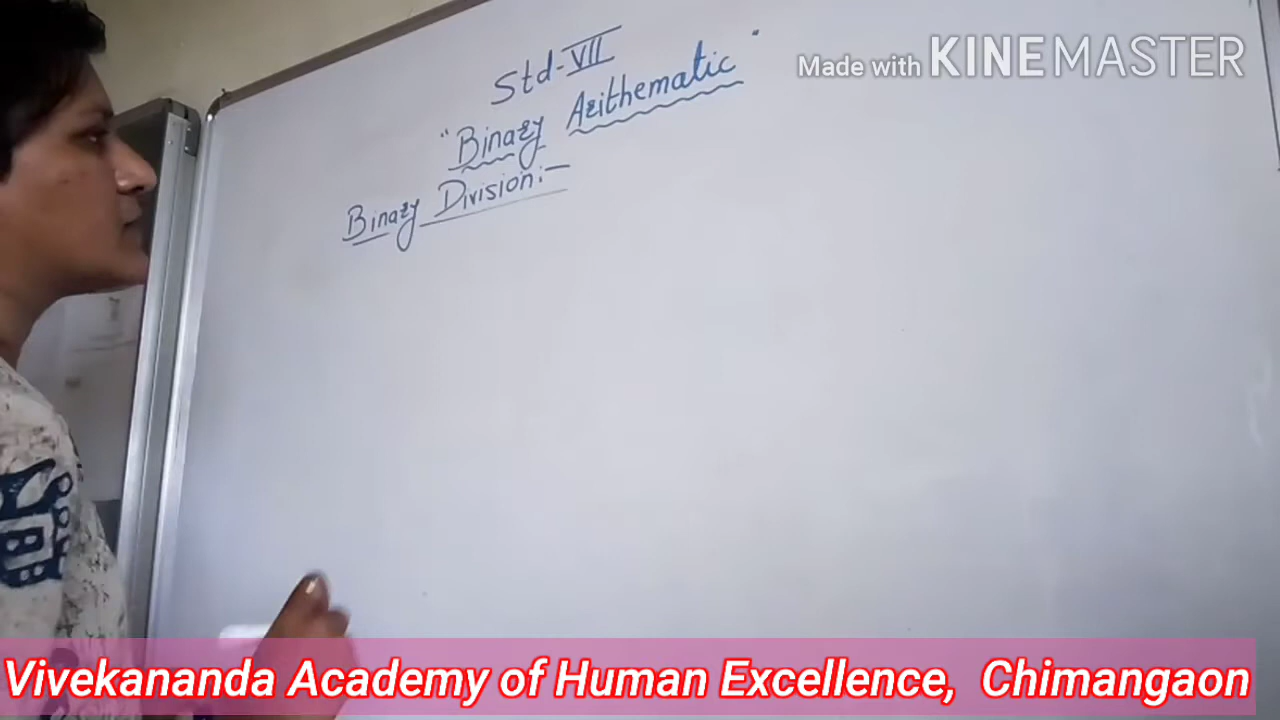 Made with KINEMASTER
Std-VII
"Binary Arithematic"
Binary Division:-
Vivekananda Academy of Human Excellence, Chimangaon